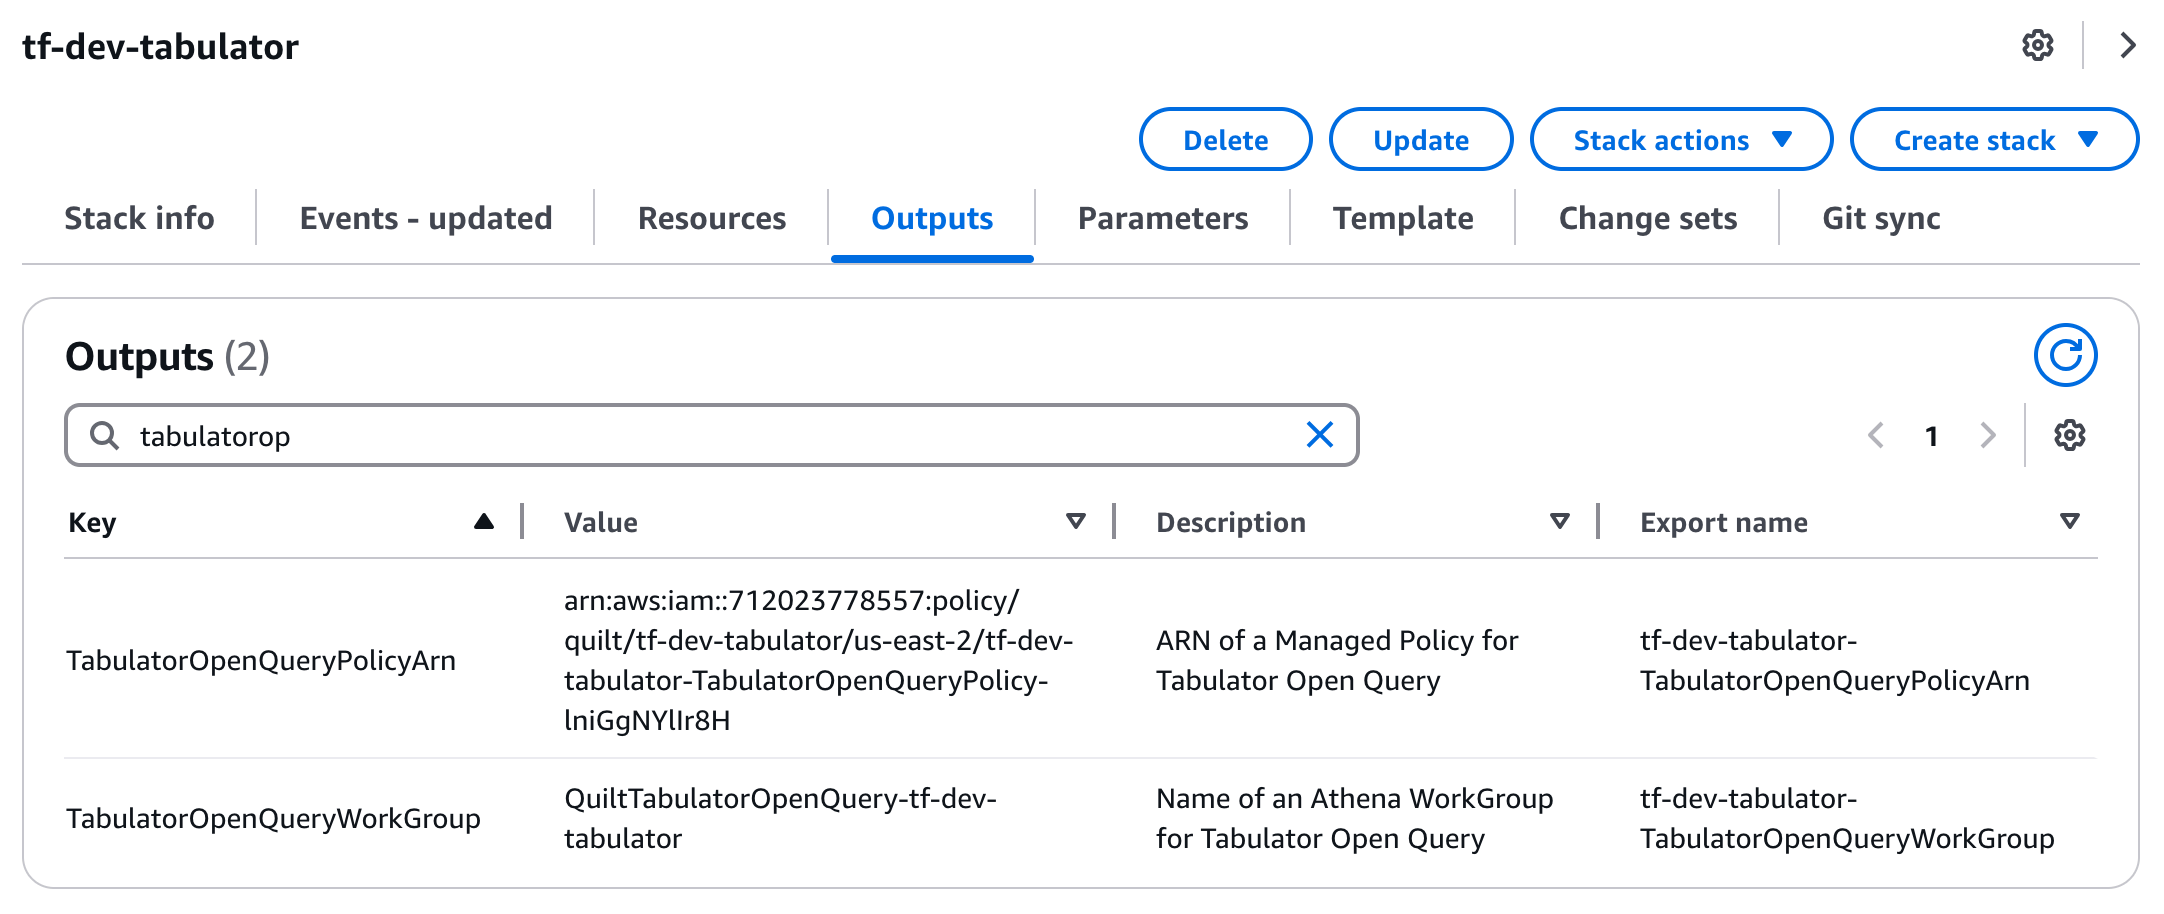 tf-dev-tabulator
Delete
Update
Stack actions
Create stack
Stack info
Events - updated
Resources
Outputs
Parameters
Template
Change sets
Git sync
Outputs (2)
tabulatorop
1
Key
Value
Description
Export name
TabulatorOpenQueryPolicyArn
arn:aws:iam::712023778557:policy/
quilt/tf-dev-tabulator/us-east-2/tf-dev-
tabulator-TabulatorOpenQueryPolicy-
lniGgNYlIr8H
ARN of a Managed Policy for
Tabulator Open Query
tf-dev-tabulator-
TabulatorOpenQueryPolicyArn
TabulatorOpenQueryWorkGroup
QuiltTabulatorOpenQuery-tf-dev-
tabulator
Name of an Athena WorkGroup
for Tabulator Open Query
tf-dev-tabulator-
TabulatorOpenQueryWorkGroup